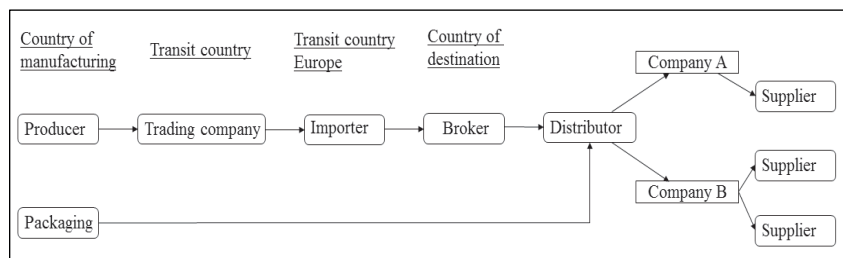 Country of
manufacturing
Transit country
Transit country
Europe
Country of
destination
Company A
Supplier
Producer
Trading company
Importer
Broker
Distributor
Supplier
Company B
Packaging
Supplier